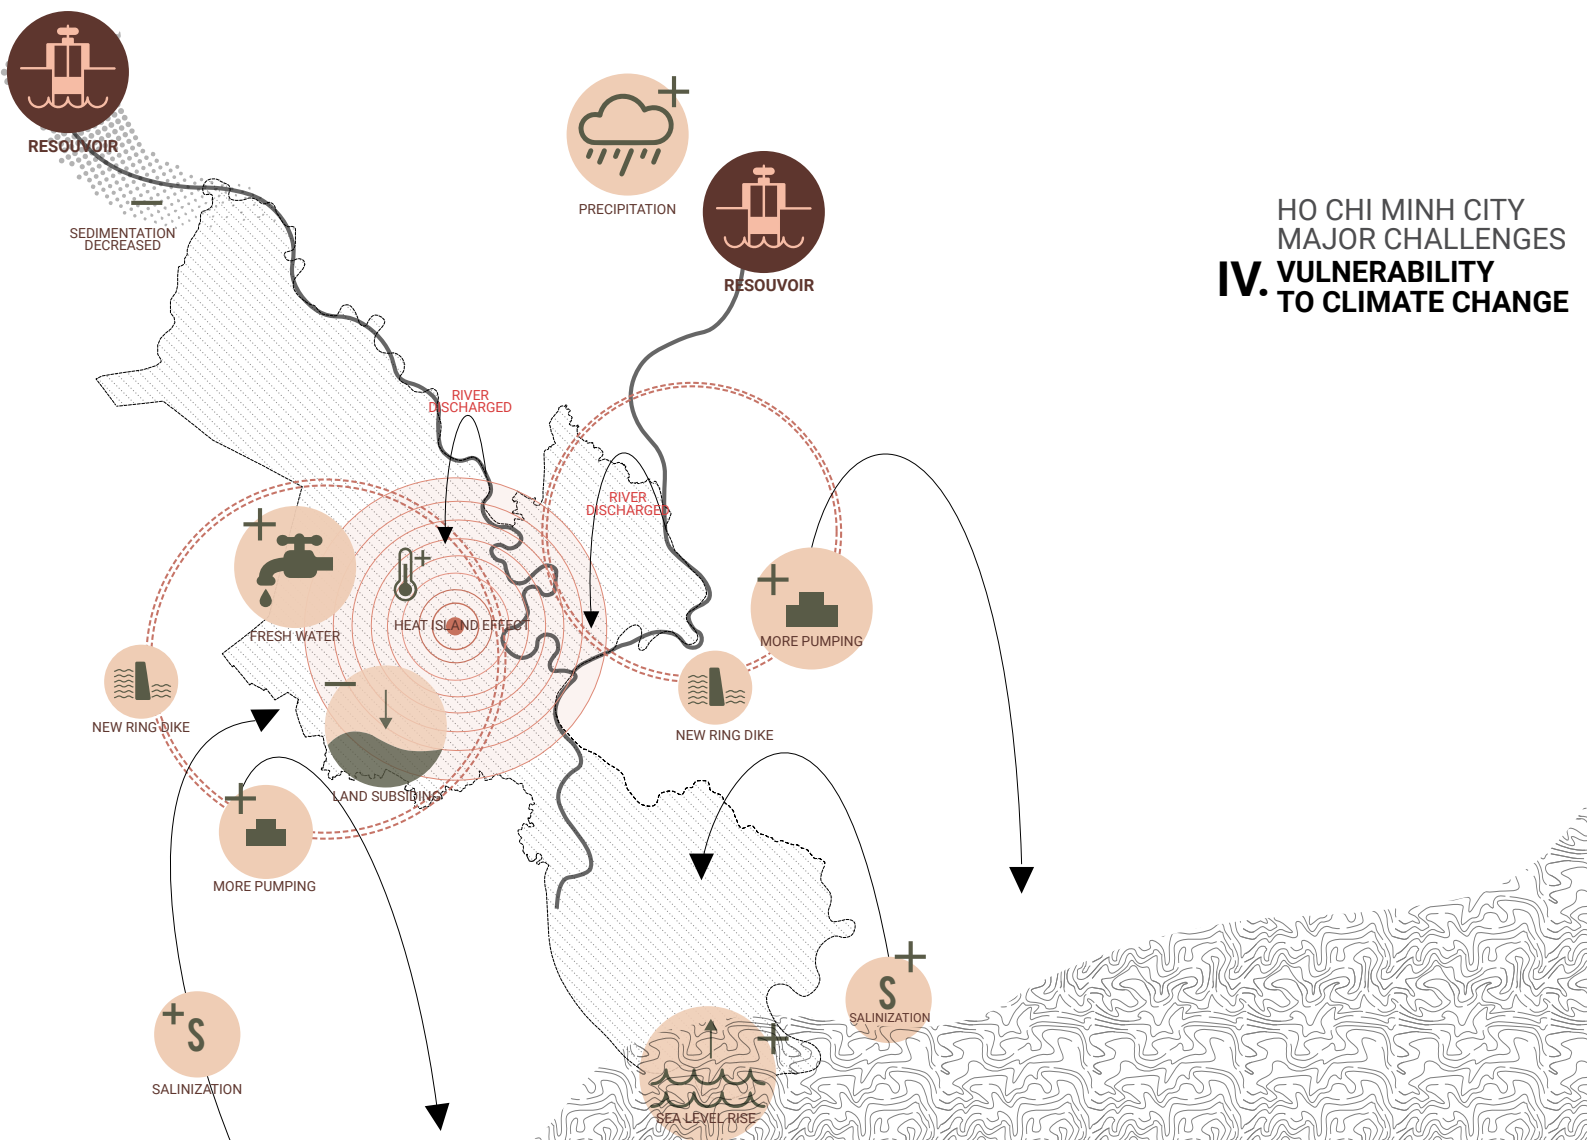 RESOUVOIR
SEDIMENTATION
DECREASED
PRECIPITATION
RESOUVOIR
HO CHI MINH CITY
MAJOR CHALLENGES
IV. VULNERABILITY
TO CLIMATE CHANGE
RIVER
DISCHARGED
RIVER
DISCHARGED
FRESH WATER
HEAT ISLAND EFFECT
MORE PUMPING
NEW RING DIKE
NEW RING DIKE
LAND SUBSIDING
MORE PUMPING
S
SALINIZATION
S
SALINIZATION
SEA LEVEL RISE